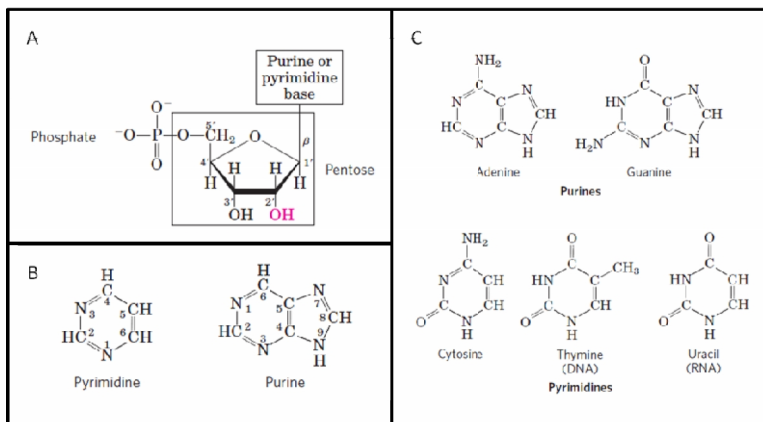 A
Purine or
pyrimidine
base
O⁻
⁻O—P—O
O
Phosphate
5′
CH₂
O
β
4′
1′
H
H
H
H
3′
2′
OH
OH
Pentose
B
H
C
4
N
3
5
CH
HC
2
6
CH
N
1
Pyrimidine
H
C
6
N
1
5
C
N
7
8
CH
HC
2
4
C
N
3
9
N
H
Purine
C
NH₂
C
N
C
N
CH
HC
N
C
N
H
Adenine
O
C
HN
C
N
CH
C
H₂N
N
C
N
H
Guanine
Purines
NH₂
C
N
CH
C
CH
O
N
H
Cytosire
O
C
HN
C
CH₃
C
CH
O
N
H
Thymine
(DNA)
O
C
HN
CH
C
CH
O
N
H
Uracil
(RNA)
Pyrimidines